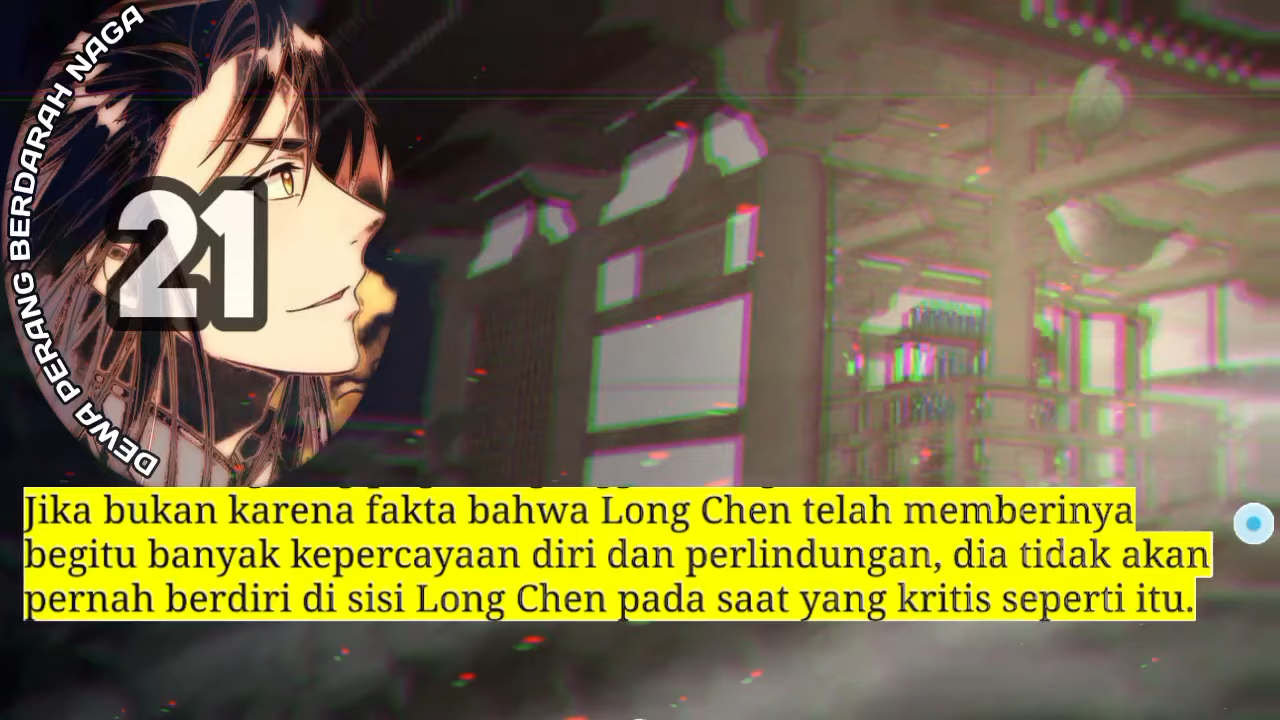 DEWA PERANG BERDARAH NAGA
21
Jika bukan karena fakta bahwa Long Chen telah memberinya
begitu banyak kepercayaan diri dan perlindungan, dia tidak akan
pernah berdiri di sisi Long Chen pada saat yang kritis seperti itu.